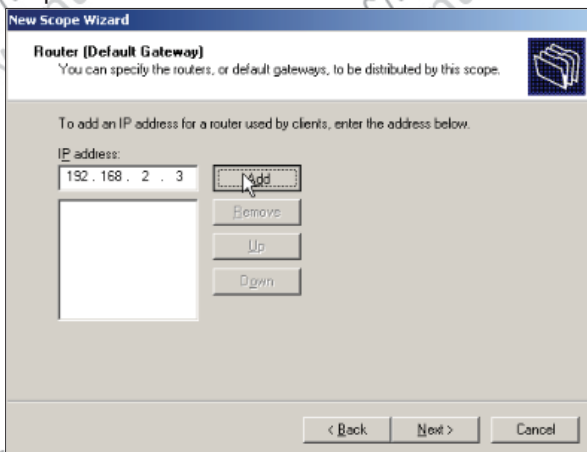 New Scope Wizard
Router (Default Gateway)
You can specify the routers, or default gateways, to be distributed by this scope.
To add an IP address for a router used by clients, enter the address below.
IP address:
192 . 168 . 2 . 3
Add
Remove
Up
Down
< Back Next > Cancel